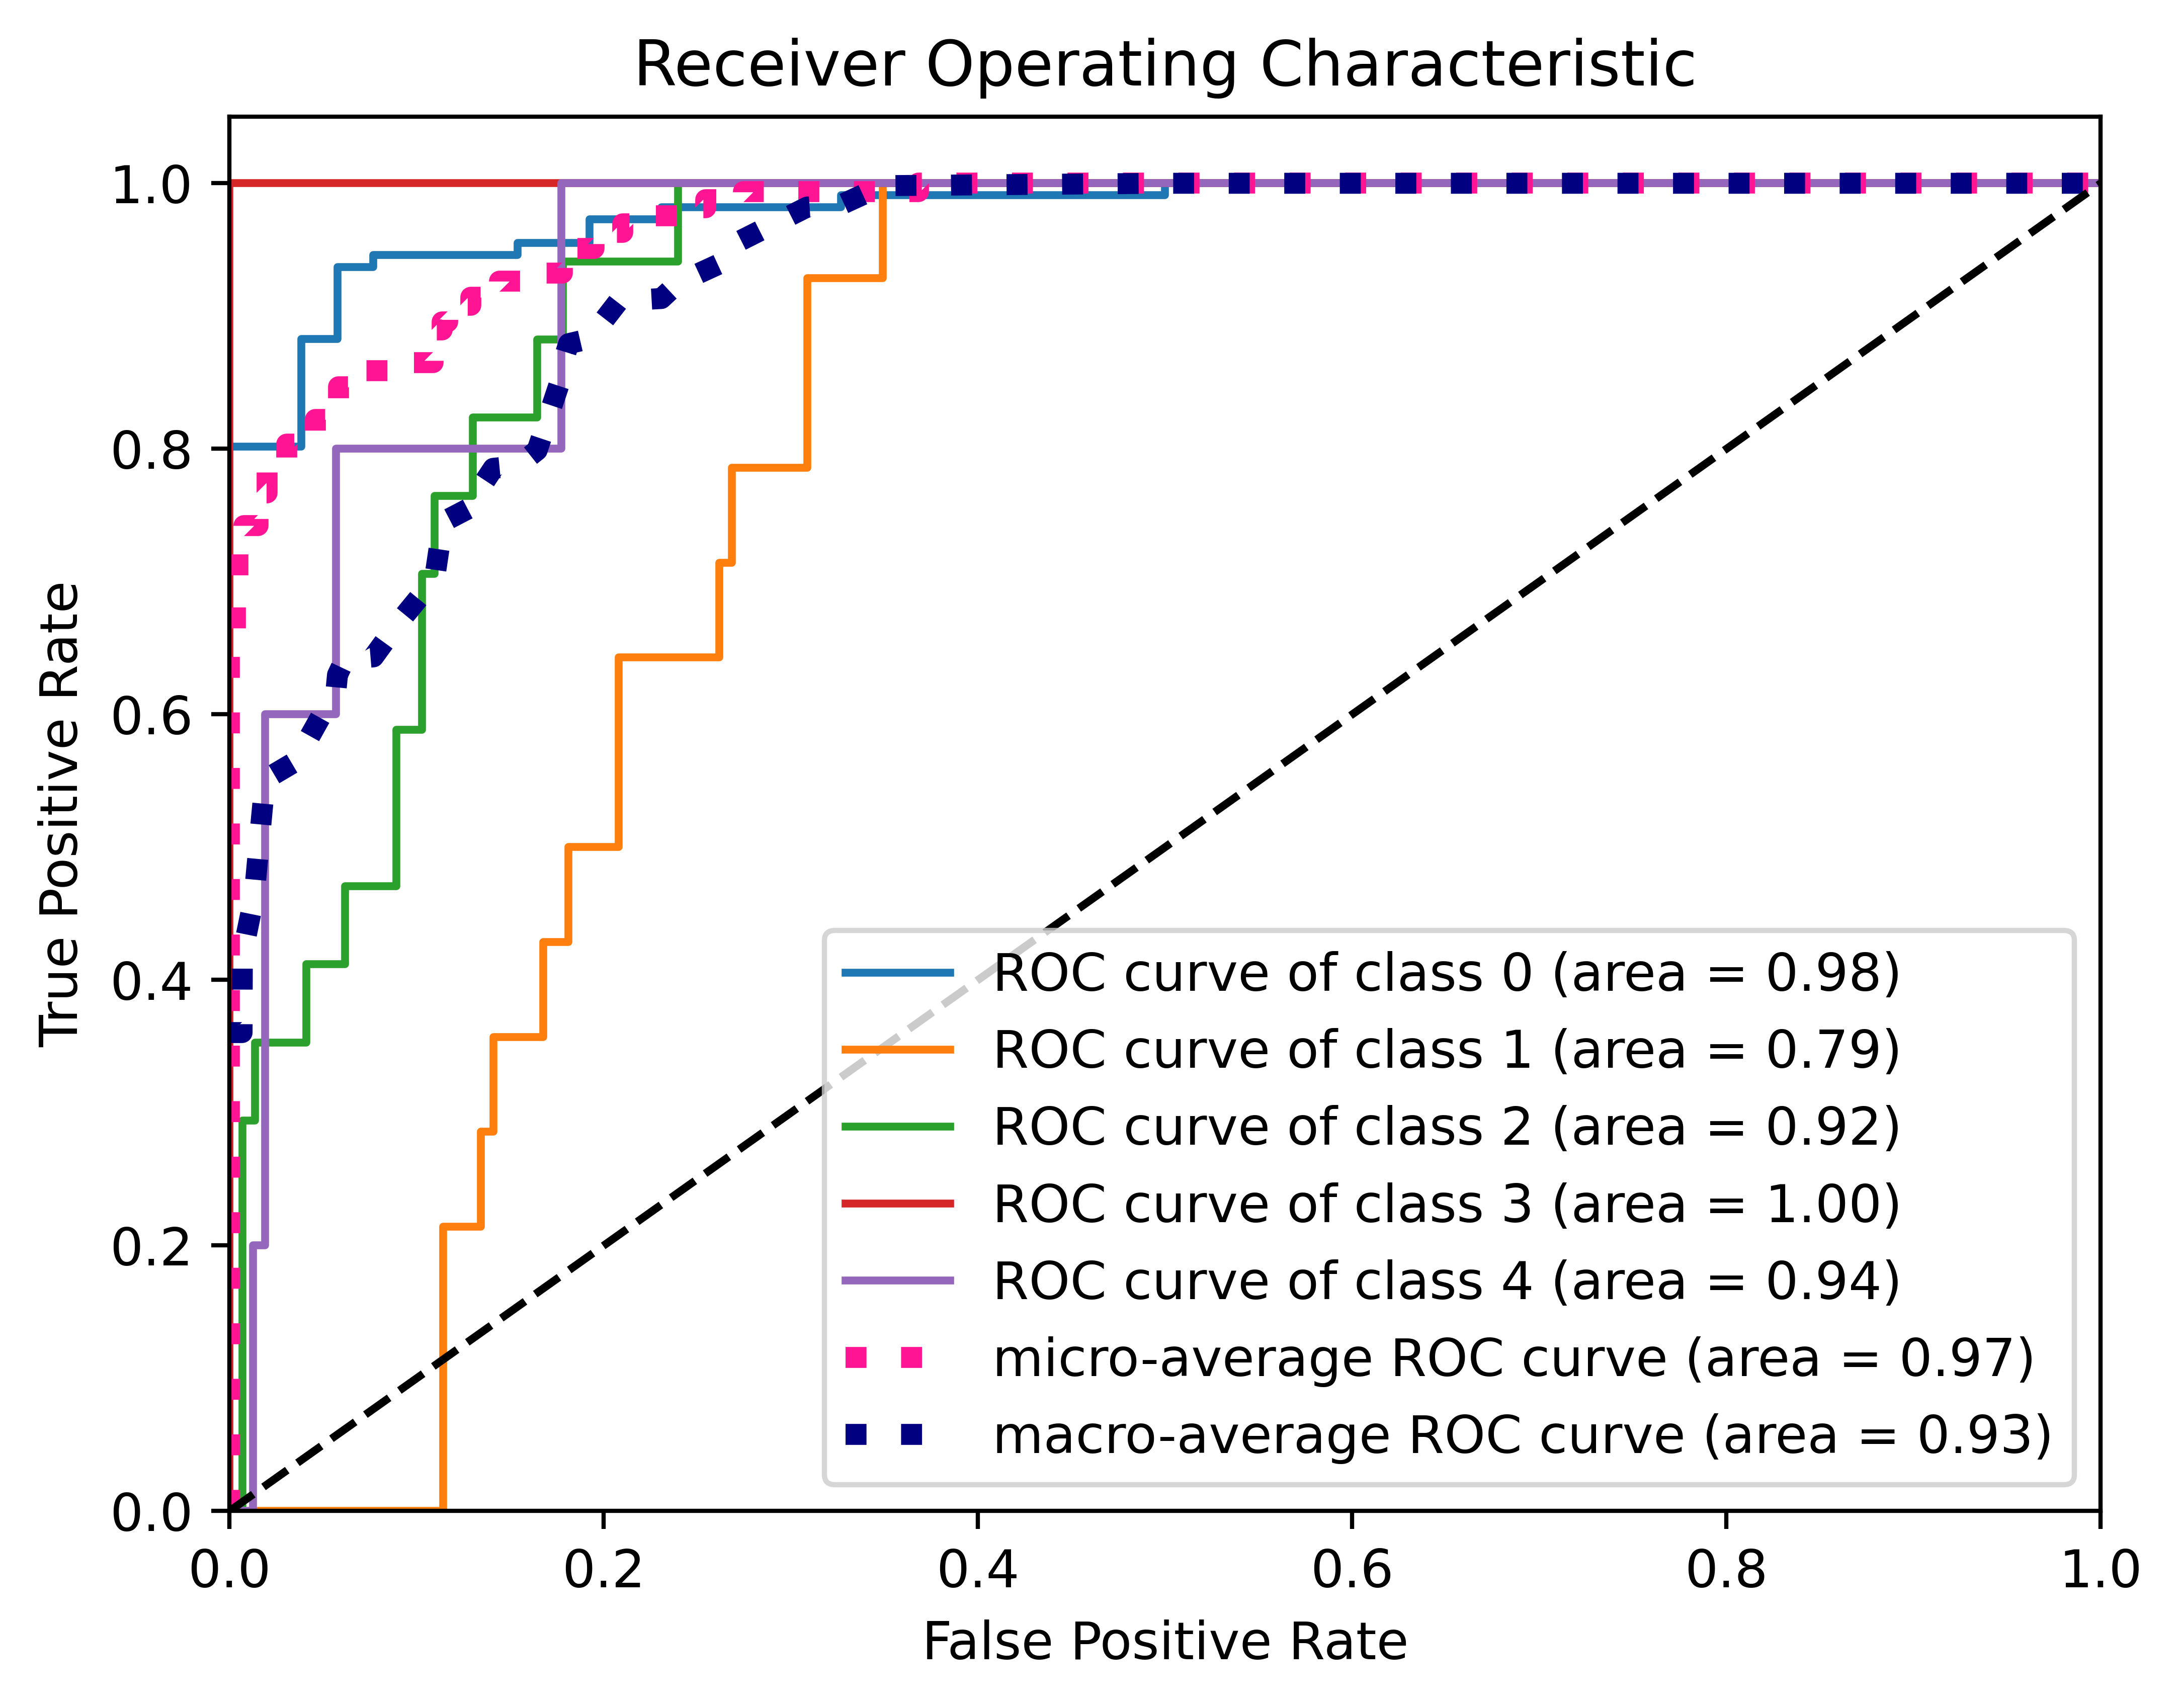 Receiver Operating Characteristic
1.0
0.8
0.6
0.4
0.2
0.0
True Positive Rate
ROC curve of class 0 (area = 0.98)
ROC curve of class 1 (area = 0.79)
ROC curve of class 2 (area = 0.92)
ROC curve of class 3 (area = 1.00)
ROC curve of class 4 (area = 0.94)
micro-average ROC curve (area = 0.97)
macro-average ROC curve (area = 0.93)
0.0 0.2 0.4 0.6 0.8 1.0
False Positive Rate